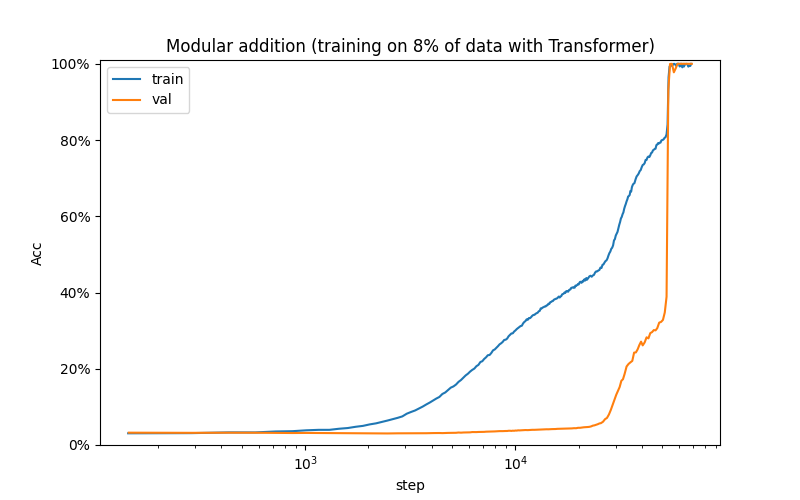 Modular addition (training on 8% of data with Transformer)
100%
train
val
80%
60%
Acc
40%
20%
0%
10³
10⁴
step